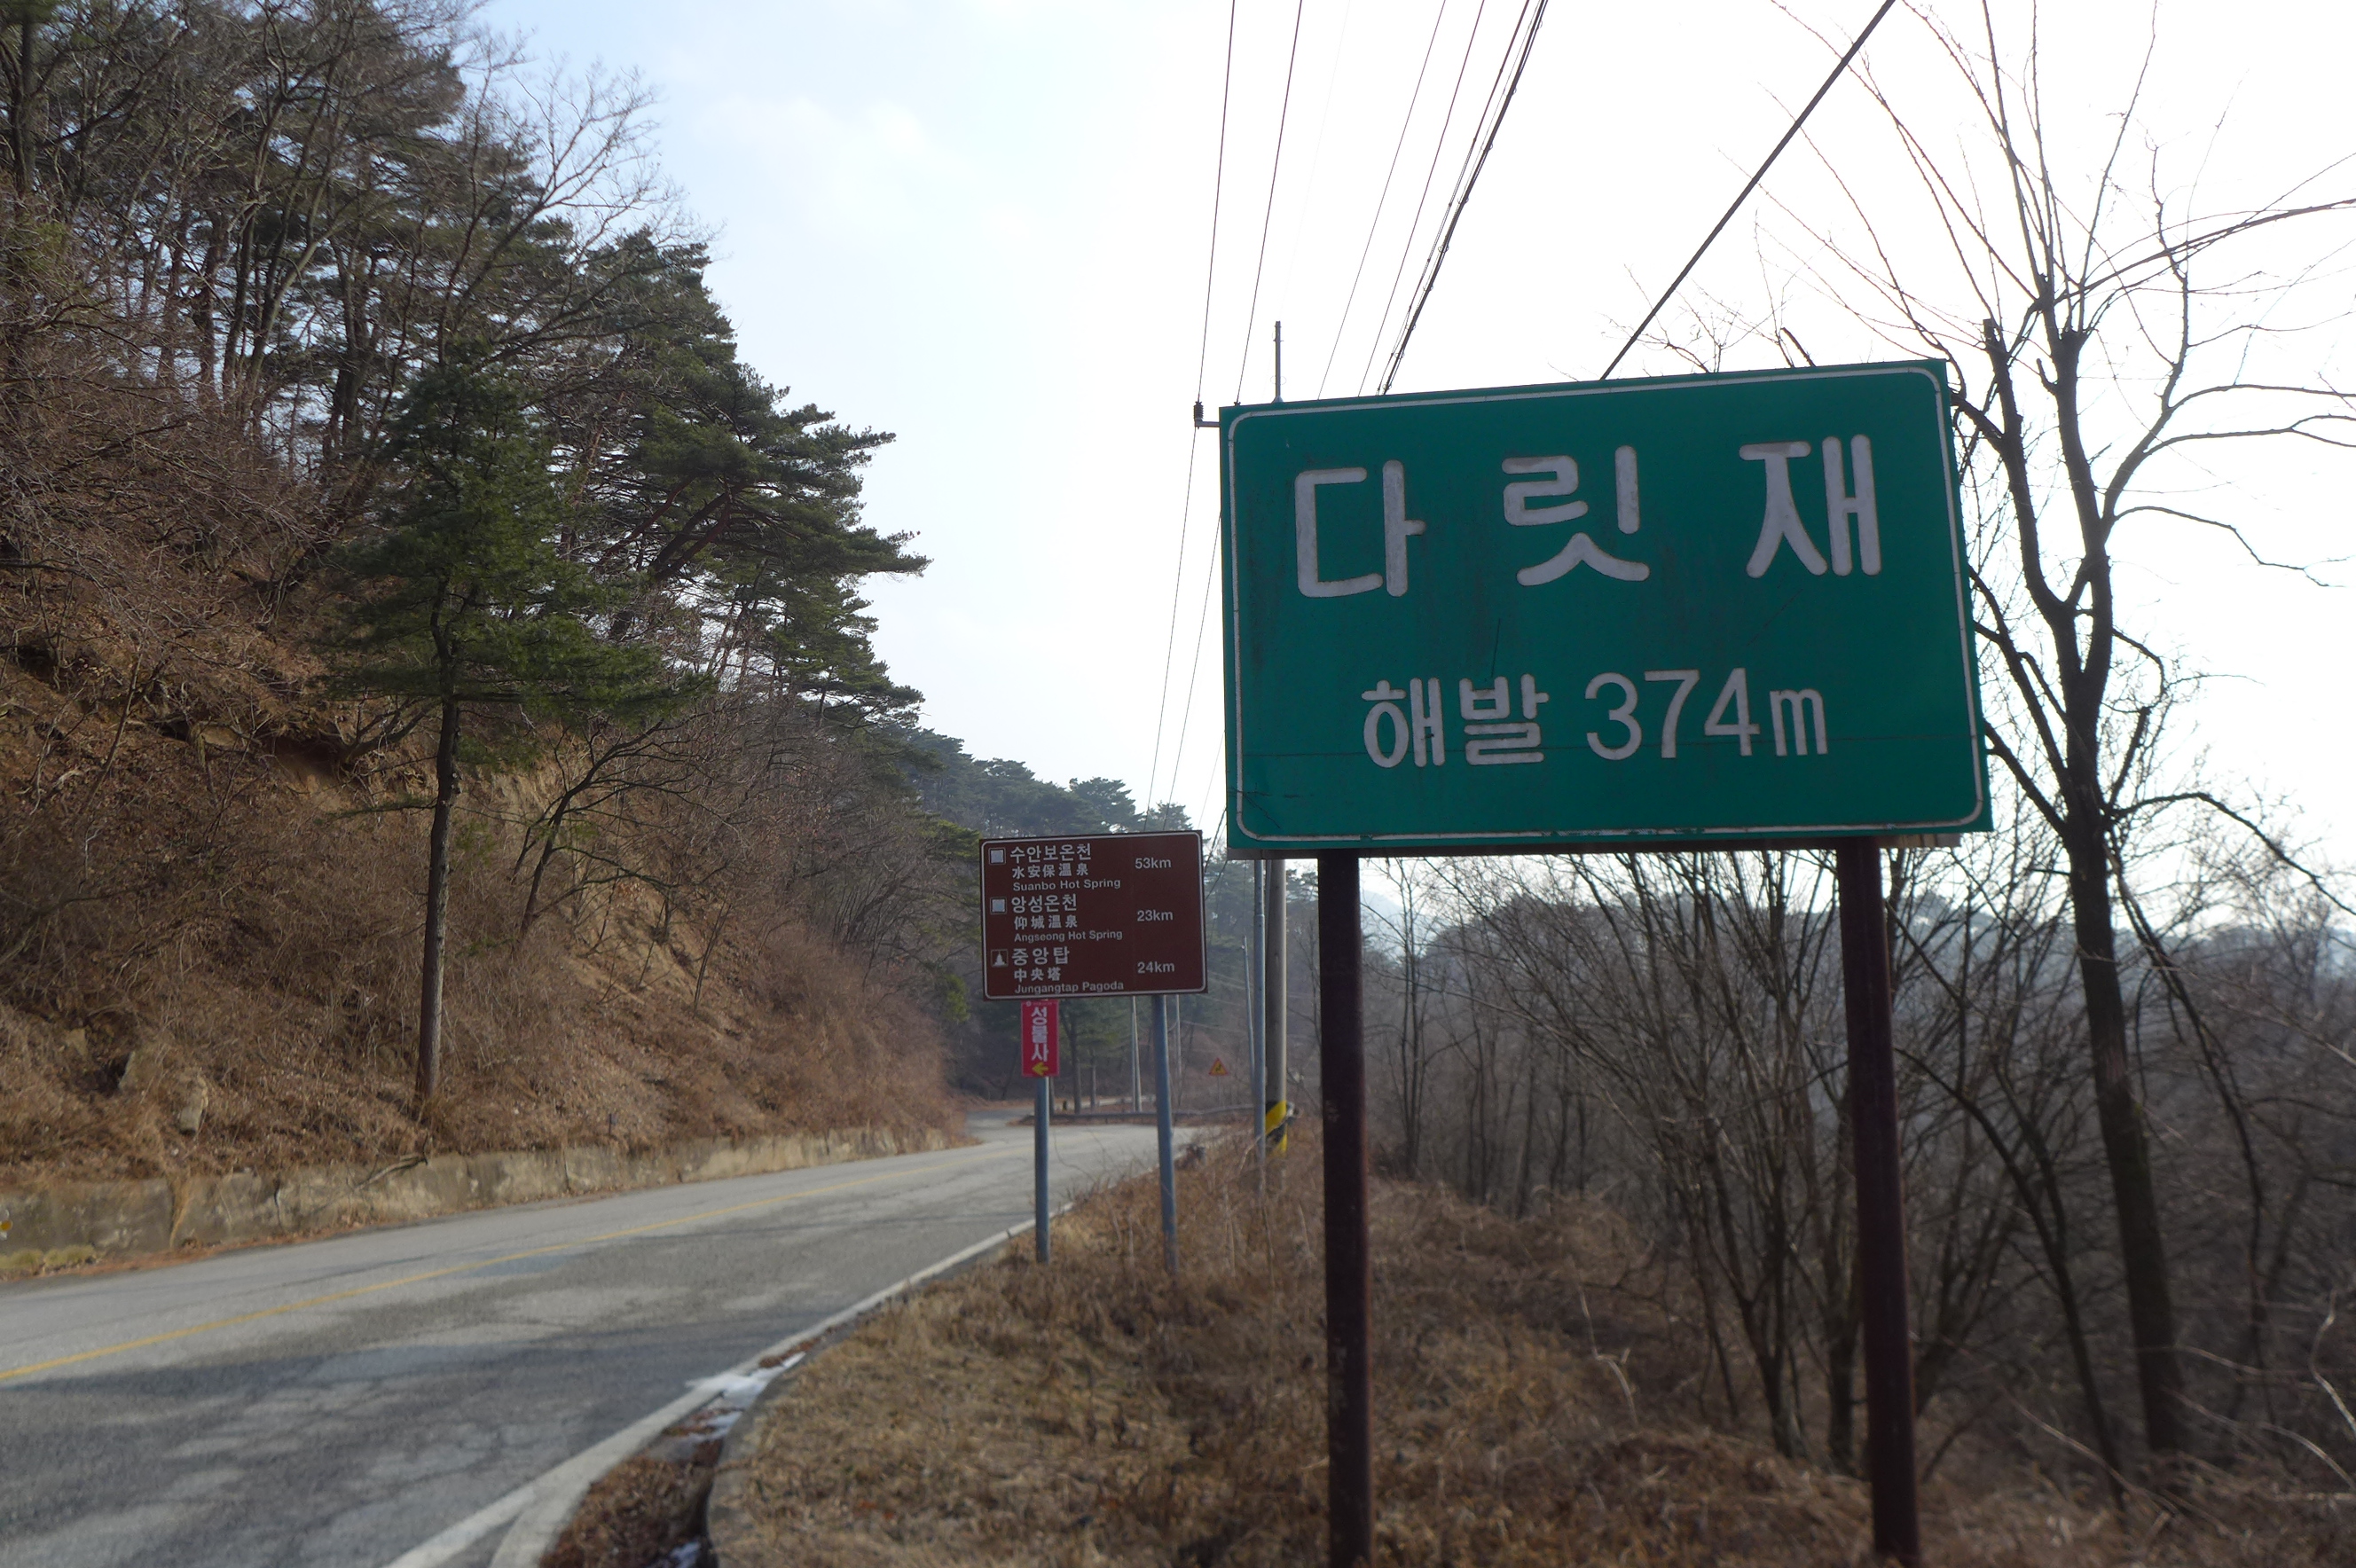 다릿재
해발 374m
수안보온천 53km
水安保溫泉
Suanbo Hot Spring
앙성온천 23km
仰城溫泉
Angseong Hot Spring
중앙탑 24km
中央塔
Jungangtap Pagoda
성불사